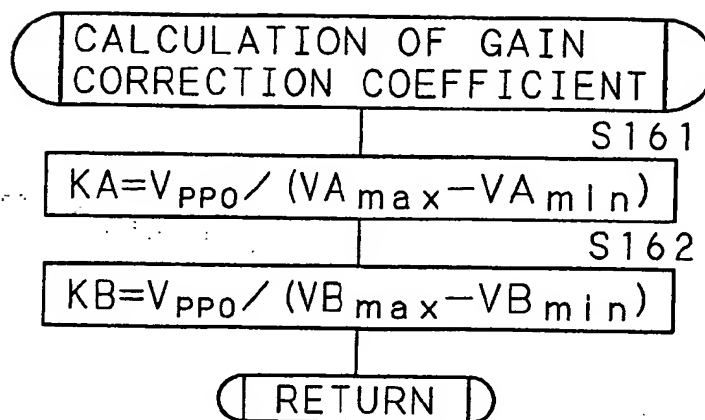 CALCULATION OF GAIN
CORRECTION COEFFICIENT
S161
KA=VPPO/(VAmax-VAmin)
S162
KB=VPPO/(VBmax-VBmin)
RETURN